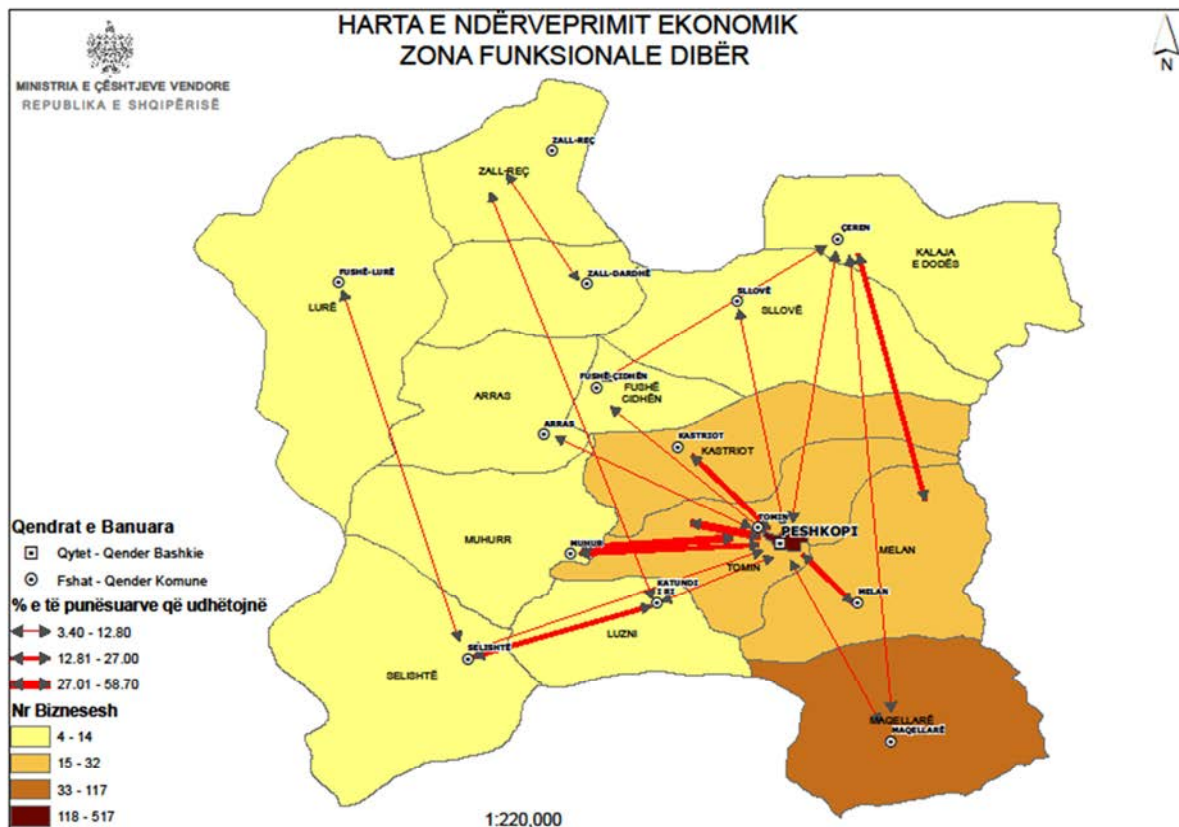 HARTA E NDËRVEPRIMIT EKONOMIK
ZONA FUNKSIONALE DIBËR
MINISTRIA E ÇËSHTJEVE VENDORE
REPUBLIKA E SHQIPËRISË
N
ZALL-REÇ
ZALL-REÇ
ÇEREN
KALAJA
E DODËS
FUSHË-LURË
ZALL-DARDHË
LURË
SLLOVË
SLLOVË
FUSHË-ÇIDHËN
FUSHË
CIDHËN
ARRAS
ARRAS
KASTRIOT
KASTRIOT
TOMIN
PESHKOPI
MUHURR
MUHUR
MELAN
TOMIN
KATUNDI
I RI
MELAN
LUZNI
SELISHTË
SELISHTË
MAQELLARË
MAQELLARË
Qendrat e Banuara
Qytet - Qender Bashkie
Fshat - Qender Komune
% e të punësuarve që udhëtojnë
3.40 - 12.80
12.81 - 27.00
27.01 - 58.70
Nr Biznesesh
4 - 14
15 - 32
33 - 117
118 - 517
1:220,000